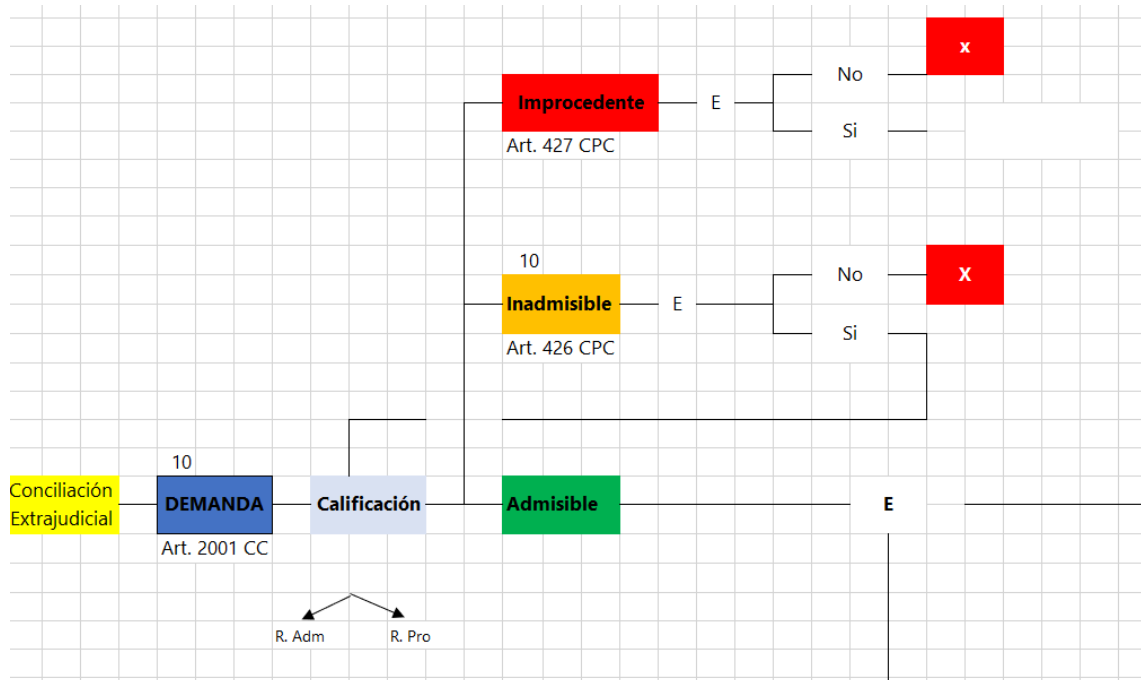 x
No
Improcedente
E
Si
Art. 427 CPC
10
No
X
Inadmisible
E
Si
Art. 426 CPC
10
Conciliación
Extrajudicial
DEMANDA
Calificación
Admisible
E
Art. 2001 CC
R. Adm
R. Pro